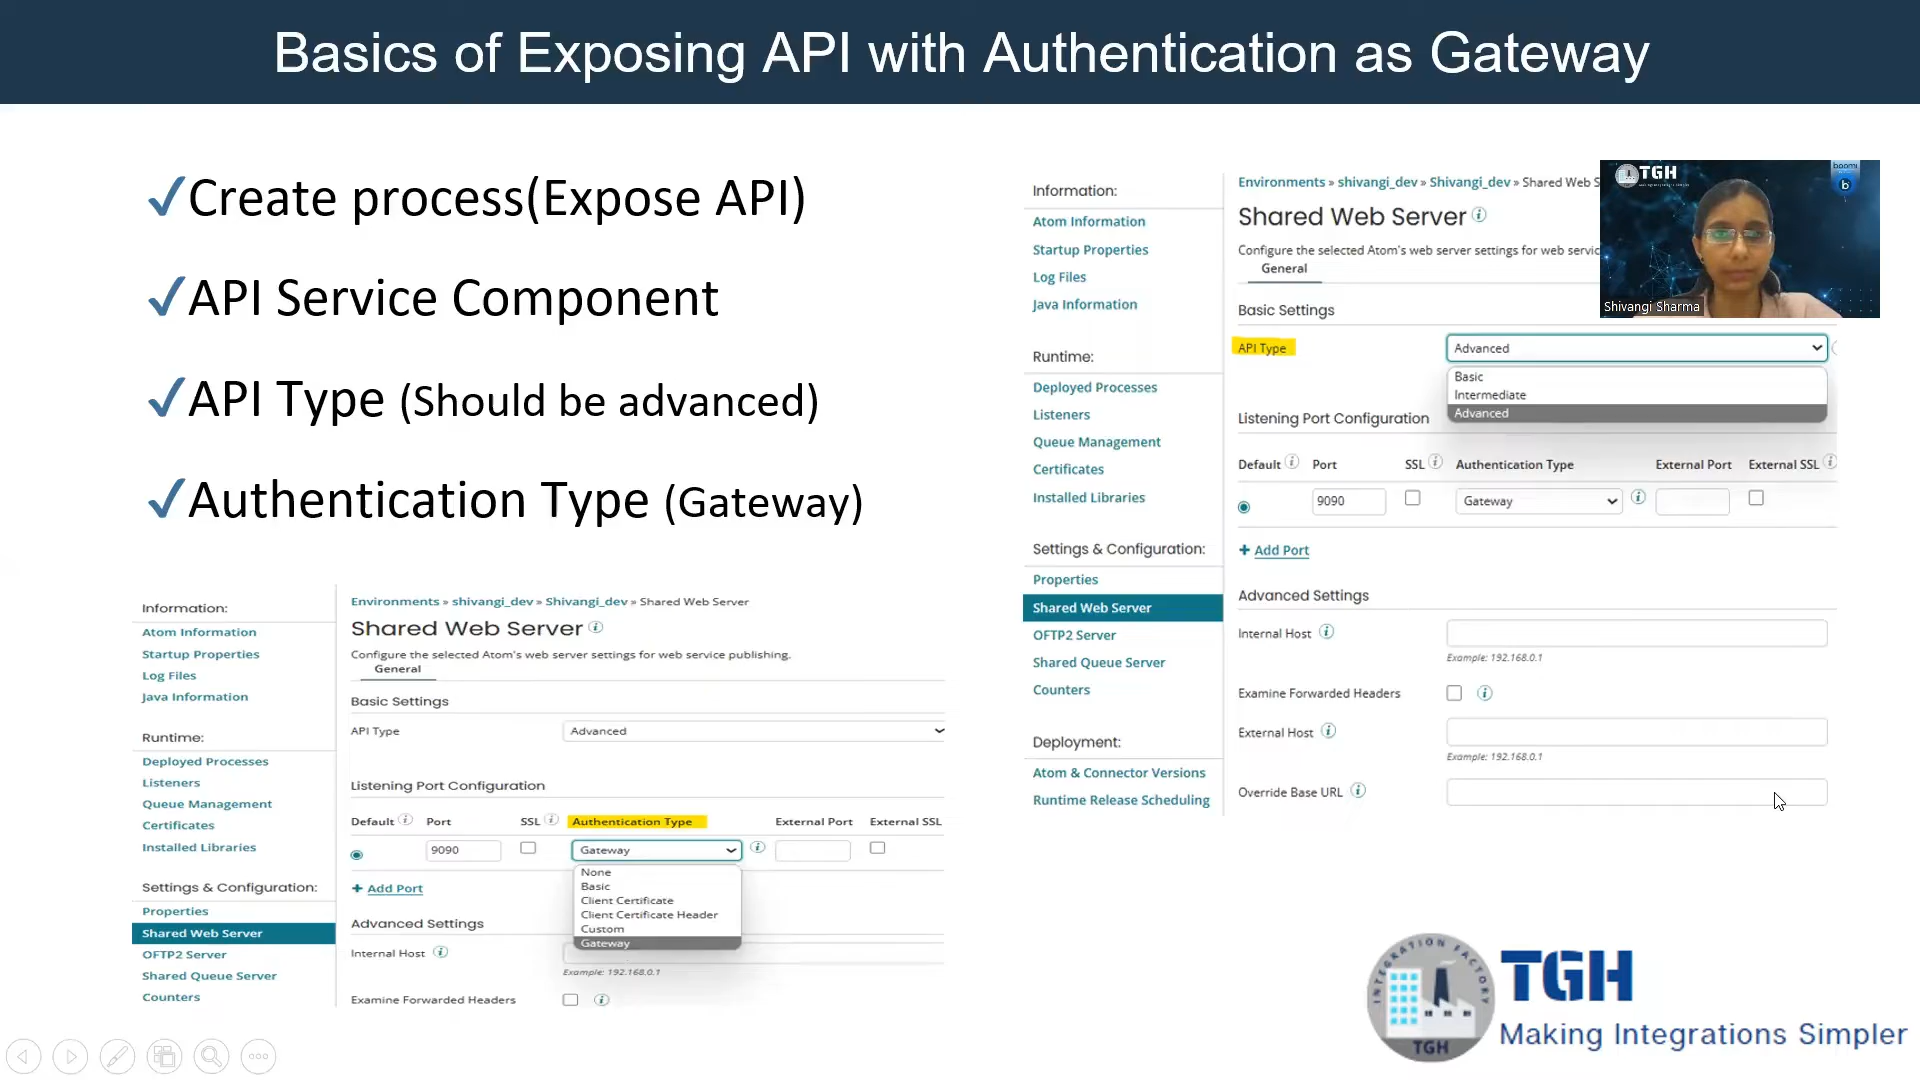 Basics of Exposing API with Authentication as Gateway
✓Create process(Expose API)
✓API Service Component
✓API Type (Should be advanced)
✓Authentication Type (Gateway)
Information:
Atom Information
Startup Properties
Log Files
Java Information
Runtime:
Deployed Processes
Listeners
Queue Management
Certificates
Installed Libraries
Settings & Configuration:
Properties
Shared Web Server
OFTP2 Server
Shared Queue Server
Counters
Environments » shivangi_dev » Shivangi_dev » Shared Web Server
Shared Web Server
Configure the selected Atom's web server settings for web service publishing.
General
Basic Settings
API Type Advanced
Listening Port Configuration
Default Port SSL Authentication Type External Port External SSL
9090 Gateway
None
Basic
Client Certificate
Client Certificate Header
Custom
Gateway
+ Add Port
Advanced Settings
Internal Host
Example: 192.168.0.1
Examine Forwarded Headers
Information:
Atom Information
Startup Properties
Log Files
Java Information
Runtime:
Deployed Processes
Listeners
Queue Management
Certificates
Installed Libraries
Settings & Configuration:
Properties
Shared Web Server
OFTP2 Server
Shared Queue Server
Counters
Deployment:
Atom & Connector Versions
Runtime Release Scheduling
Environments » shivangi_dev » Shivangi_dev » Shared Web S
Shared Web Server
Configure the selected Atom's web server settings for web servic
General
Basic Settings
API Type Advanced
Basic
Intermediate
Advanced
Listening Port Configuration
Default Port SSL Authentication Type External Port External SSL
9090 Gateway
+ Add Port
Advanced Settings
Internal Host
Example: 192.168.0.1
Examine Forwarded Headers
External Host
Example: 192.168.0.1
Override Base URL
TGH
boomi
b
Shivangi Sharma
INTEGRATION FACTORY
TGH
TGH
Making Integrations Simpler